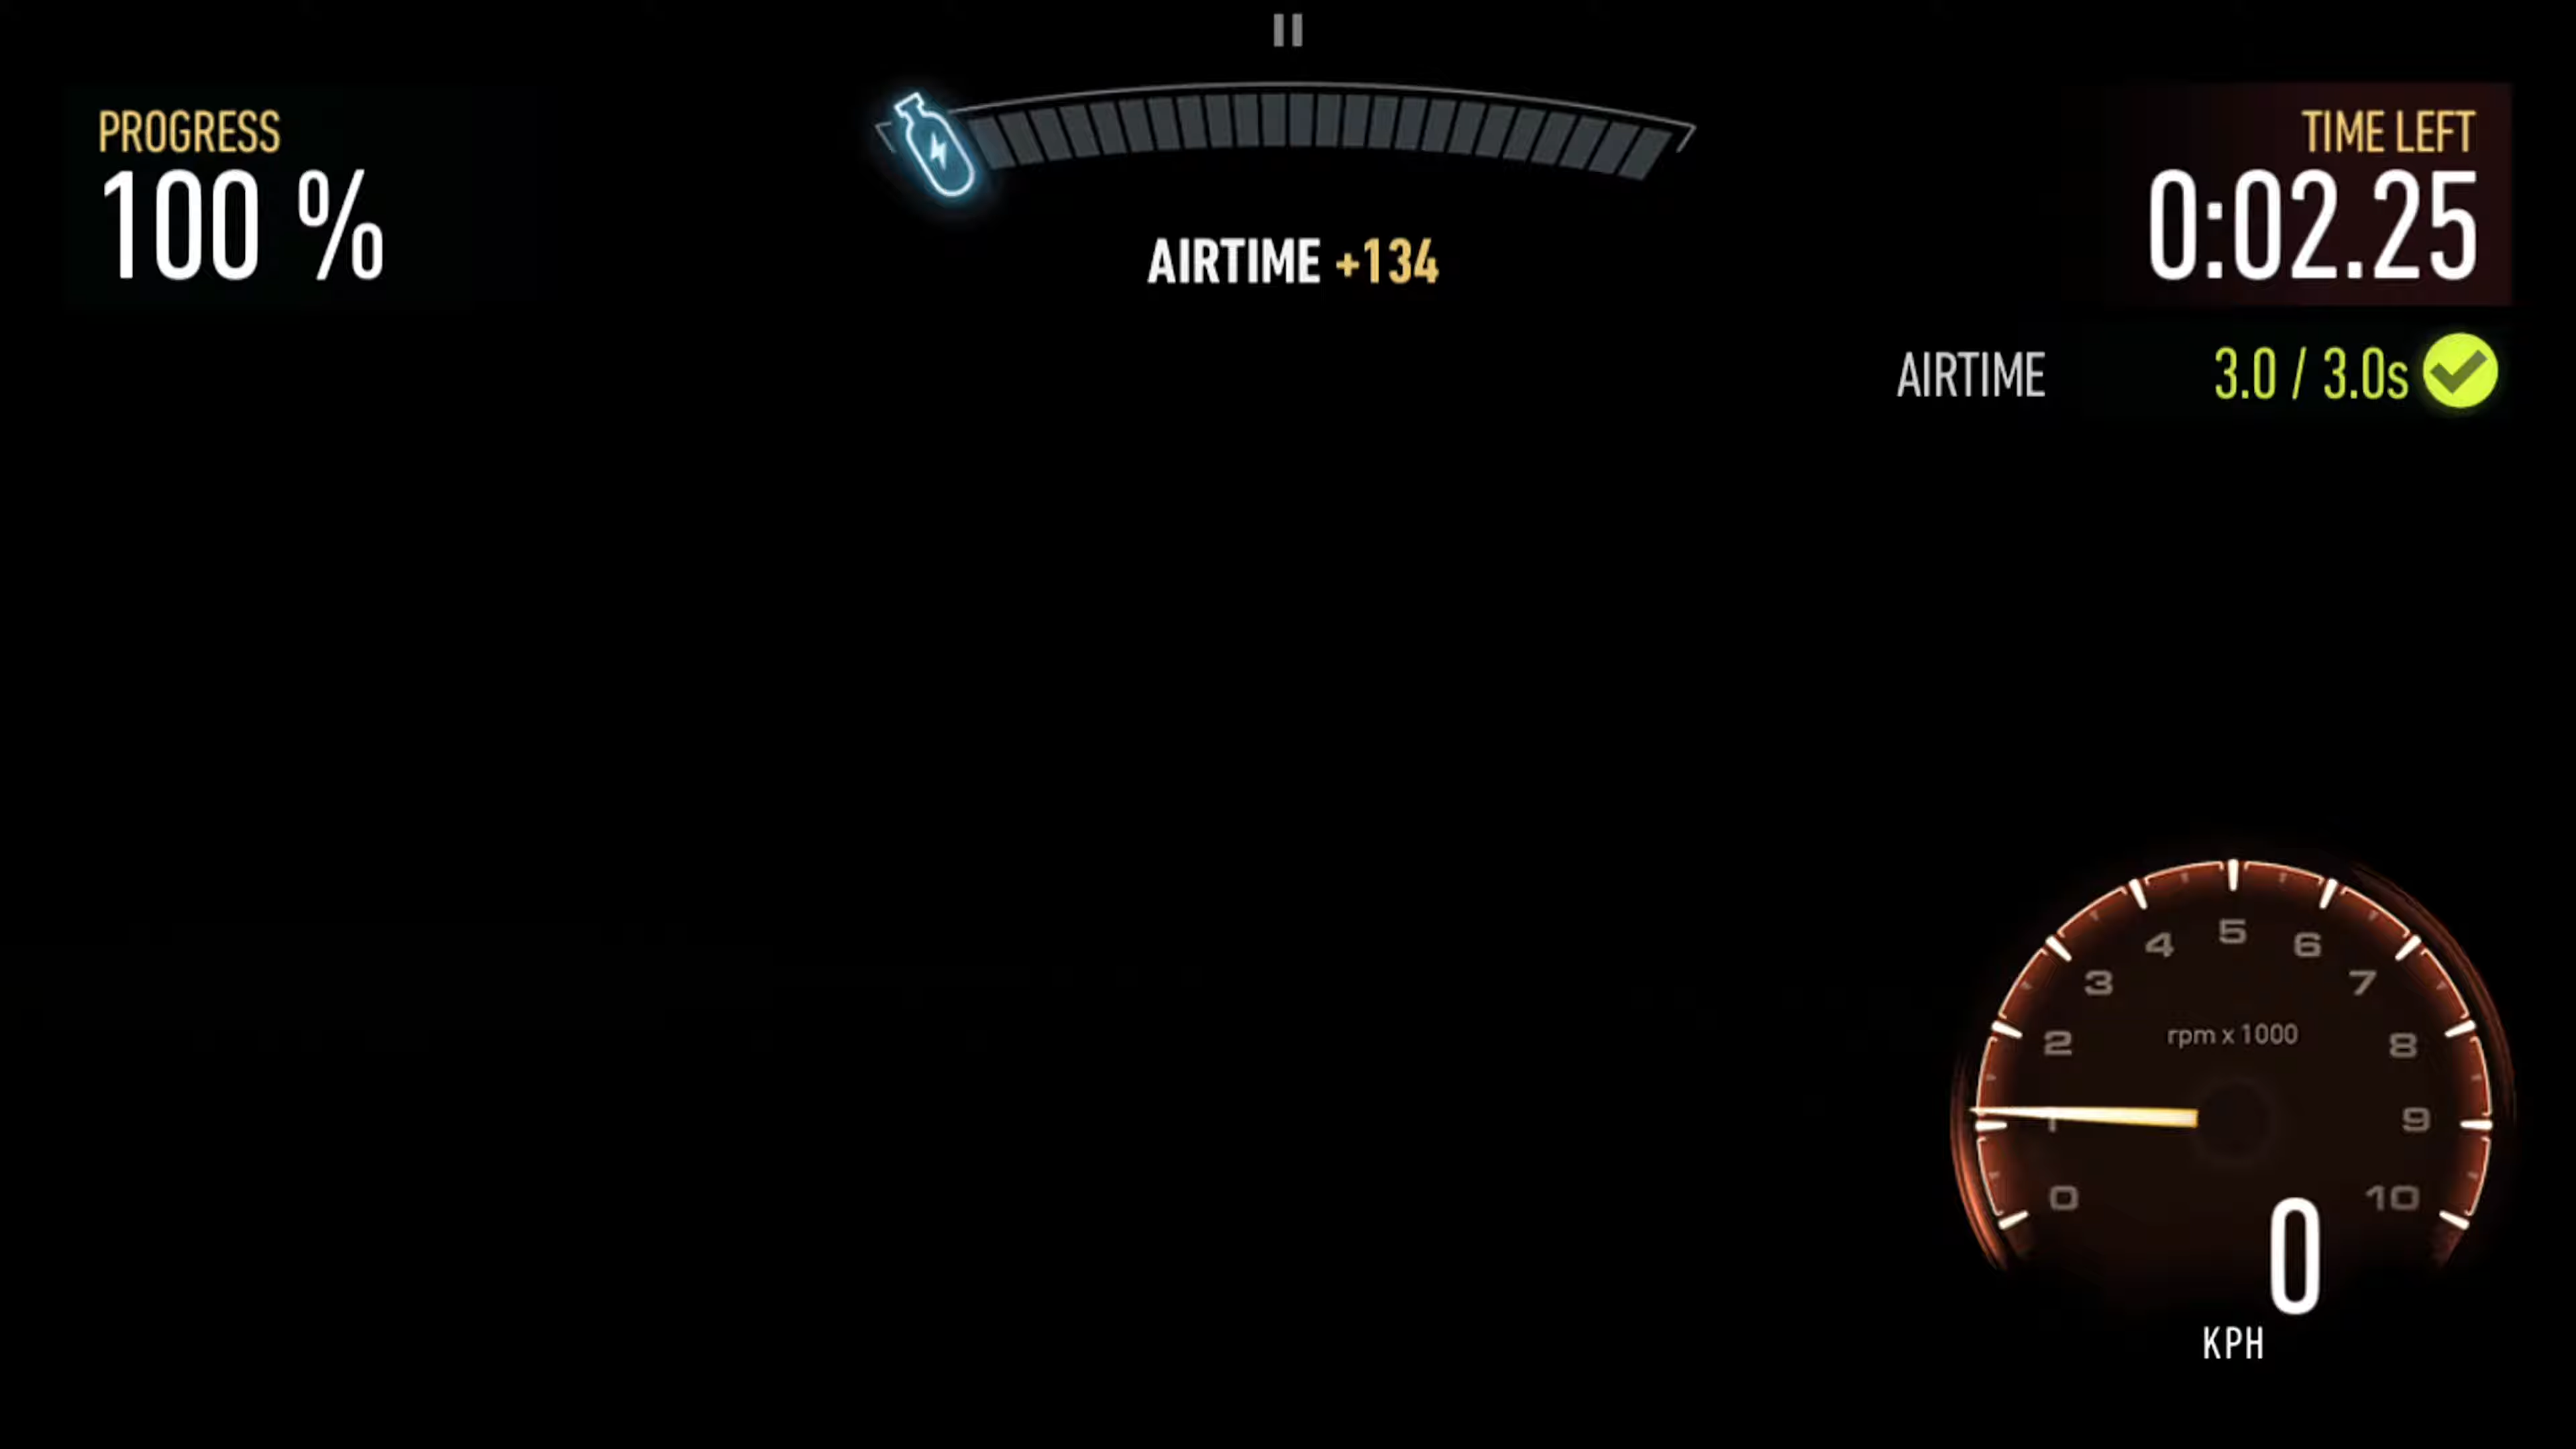 PROGRESS
100 %
AIRTIME +134
TIME LEFT
0:02.25
AIRTIME 3.0 / 3.0s
0 1 2 3 4 5 6 7 8 9 10
rpm x 1000
0
KPH